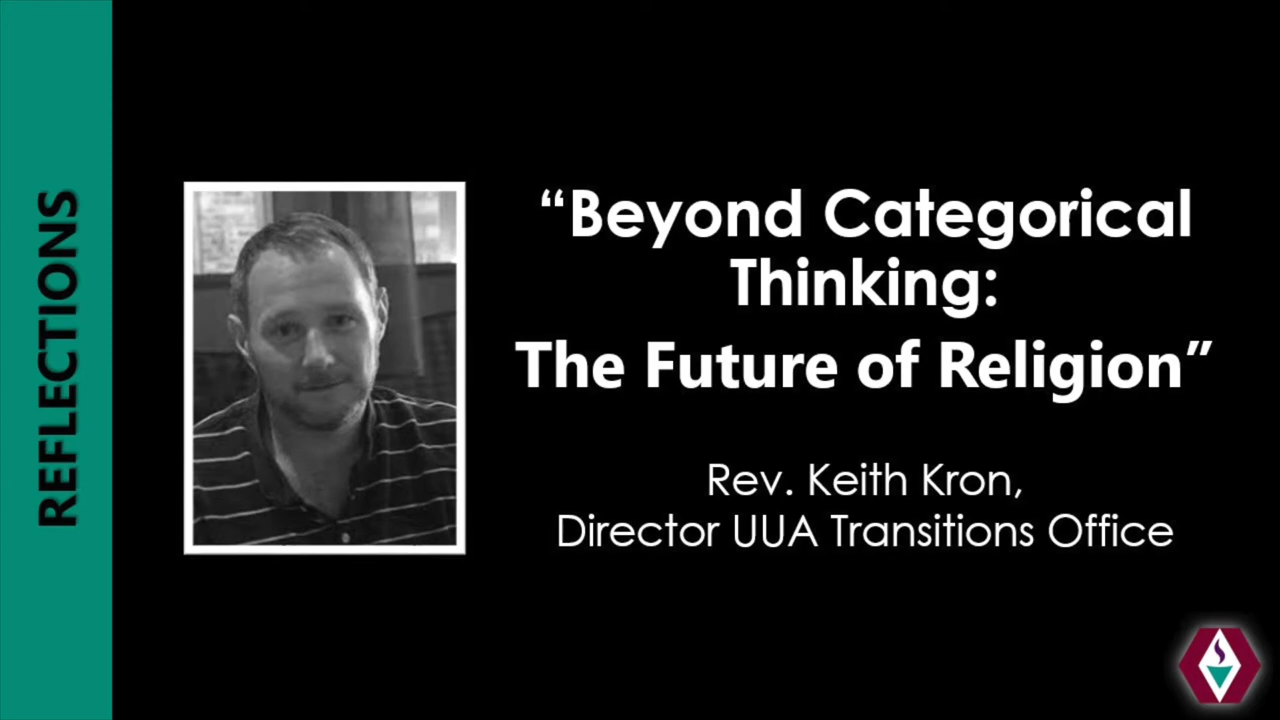 REFLECTIONS
“Beyond Categorical
Thinking:
The Future of Religion”
Rev. Keith Kron,
Director UUA Transitions Office